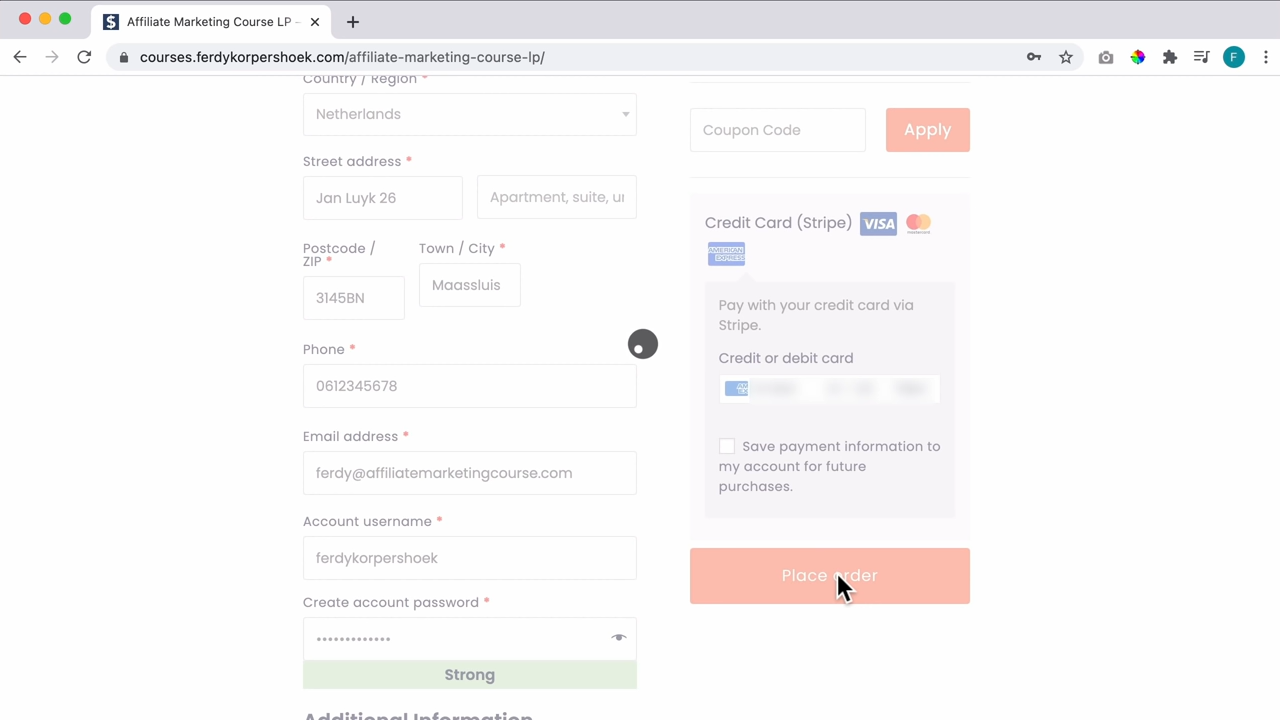 Affiliate Marketing Course LP -
courses.ferdykorpershoek.com/affiliate-marketing-course-lp/
F
Country / Region *
Netherlands
Street address *
Jan Luyk 26
Apartment, suite, ur
Postcode / ZIP *
3145BN
Town / City *
Maassluis
Phone *
0612345678
Email address *
ferdy@affiliatemarketingcourse.com
Account username *
ferdykorpershoek
Create account password *
•••••••••••••
Strong
Additional Information
Coupon Code
Apply
Credit Card (Stripe) VISA mastercard
AMERICAN EXPRESS
Pay with your credit card via
Stripe.
Credit or debit card
Save payment information to
my account for future
purchases.
Place order